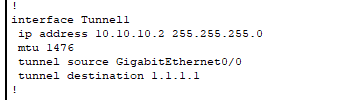 !
interface Tunnel1
 ip address 10.10.10.2 255.255.255.0
 mtu 1476
 tunnel source GigabitEthernet0/0
 tunnel destination 1.1.1.1
!